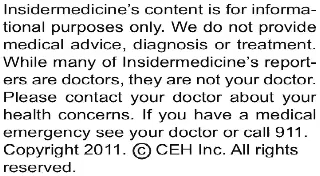 Insidermedicine's content is for informa-
tional purposes only. We do not provide
medical advice, diagnosis or treatment.
While many of Insidermedicine's report-
ers are doctors, they are not your doctor.
Please contact your doctor about your
health concerns. If you have a medical
emergency see your doctor or call 911.
Copyright 2011. © CEH Inc. All rights
reserved.